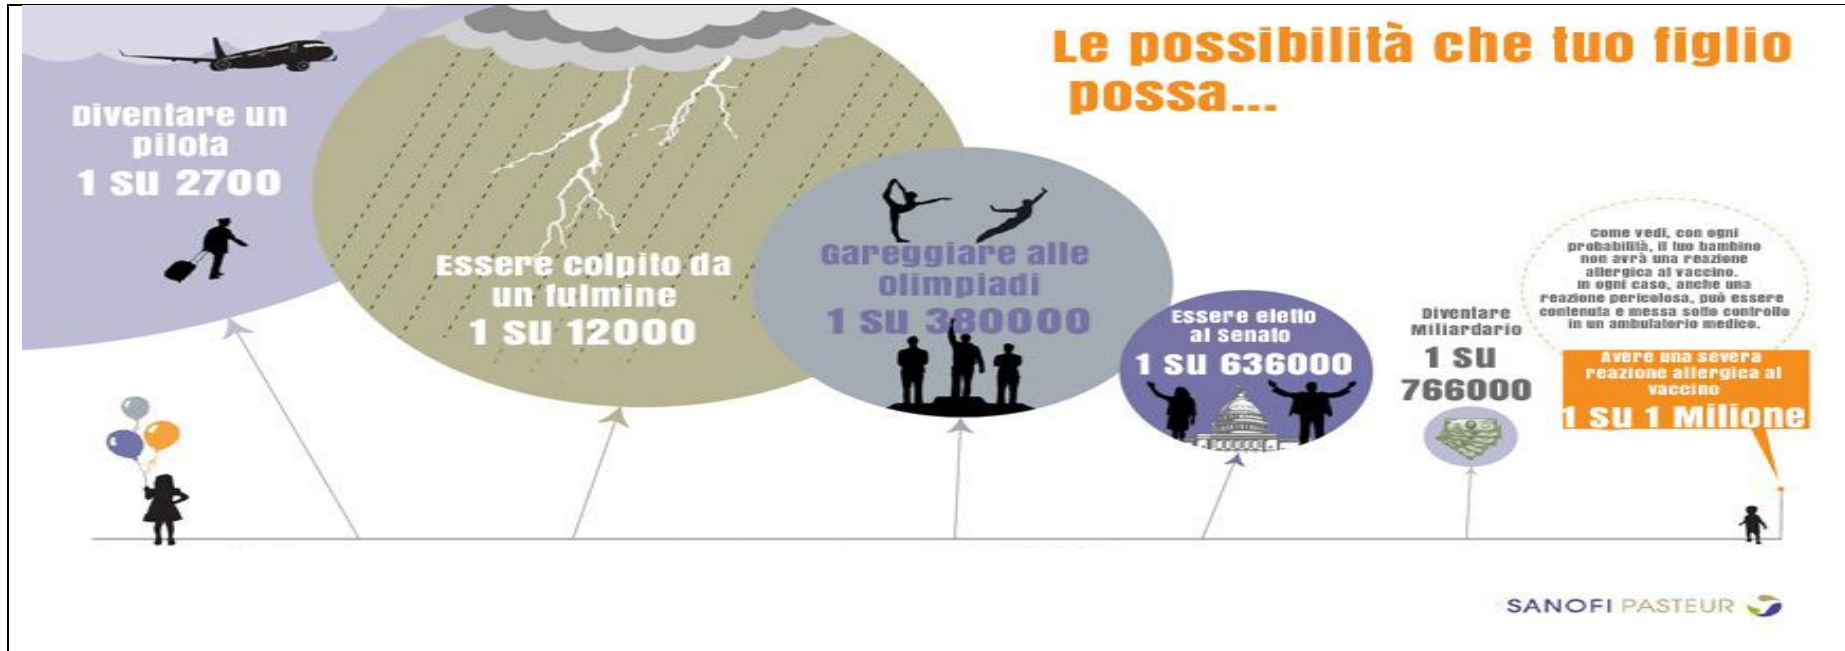 Le possibilità che tuo figlio
possa...
Diventare un
pilota
1 su 2700
Essere colpito da
un fulmine
1 su 12000
Gareggiare alle
Olimpiadi
1 su 380000
Essere eletto
al Senato
1 su 636000
Diventare
Miliardario
1 su
766000
Come vedi, con ogni
probabilità, il tuo bambino
non avrà una reazione
allergica al vaccino.
In ogni caso, anche una
reazione pericolosa, può essere
contenuta e messa sotto controllo
in un ambulatorio medico.
Avere una severa
reazione allergica al
vaccino
1 su 1 Milione
SANOFI PASTEUR